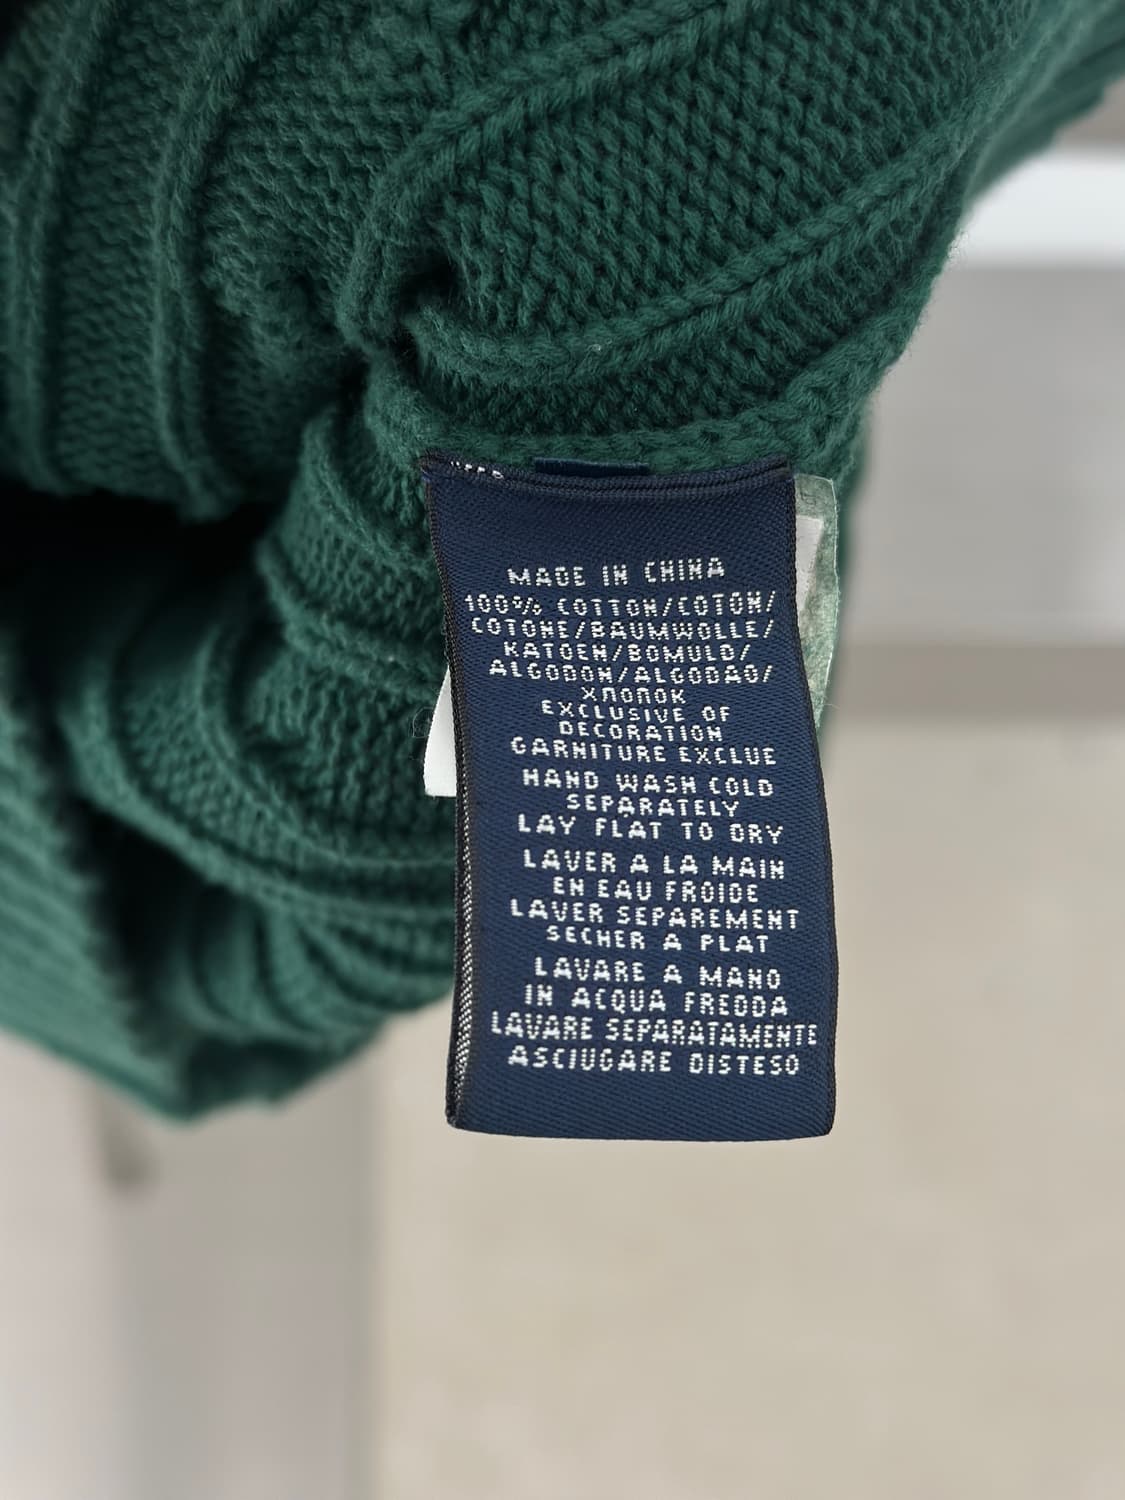 MADE IN CHINA
100% COTTON/COTON/
COTONE/BAUMWOLLE/
KATOEN/BOMULD/
ALGODON/ALGODAO/
ХЛОПОК
EXCLUSIVE OF
DECORATION
GARNITURE EXCLUE
HAND WASH COLD
SEPARATELY
LAY FLAT TO DRY
LAVER A LA MAIN
EN EAU FROIDE
LAVER SEPAREMENT
SECHER A PLAT
LAVARE A MANO
IN ACQUA FREDDA
LAVARE SEPARATAMENTE
ASCIUGARE DISTESO